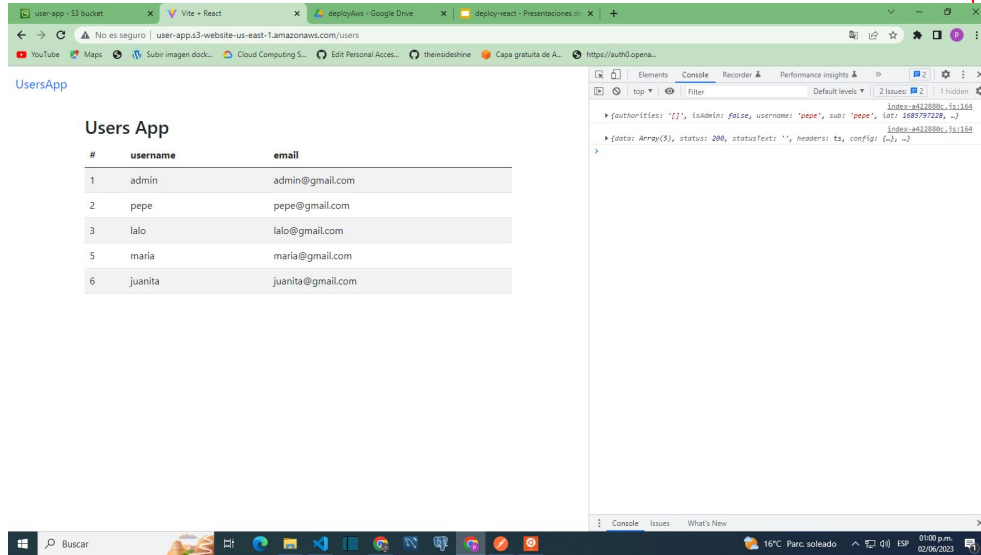 user-app - S3 bucket
Vite + React
deployAws - Google Drive
deploy-react - Presentaciones de
No es seguro | user-app.s3-website-us-east-1.amazonaws.com/users
YouTube Maps Subir imagen dock... Cloud Computing S... Edit Personal Acces... theinsideshine Capa gratuita de A... https://auth0.opena...
UsersApp
Users App
# username email
1 admin admin@gmail.com
2 pepe pepe@gmail.com
3 lalo lalo@gmail.com
5 maria maria@gmail.com
6 juanita juanita@gmail.com
Elements Console Recorder Performance insights » 2
top Filter Default levels 2 Issues: 2 1 hidden
index-a422880c.js:164
{authorities: '[]', isAdmin: false, username: 'pepe', sub: 'pepe', iat: 1685797228, …}
index-a422880c.js:164
{data: Array(5), status: 200, statusText: '', headers: ts, config: {…}, …}
Console Issues What's New
Buscar
16°C Parc. soleado ESP
01:00 p.m.
02/06/2023